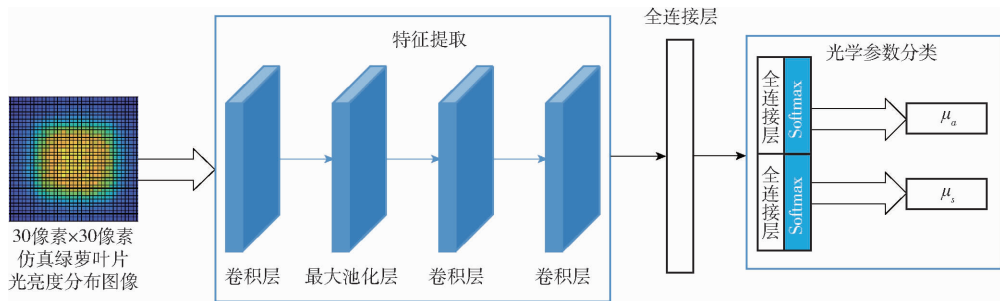 全连接层
特征提取
光学参数分类
全连接层
Softmax
μa
全连接层
Softmax
μs
30像素×30像素
仿真绿萝叶片
光亮度分布图像
卷积层
最大池化层
卷积层
卷积层